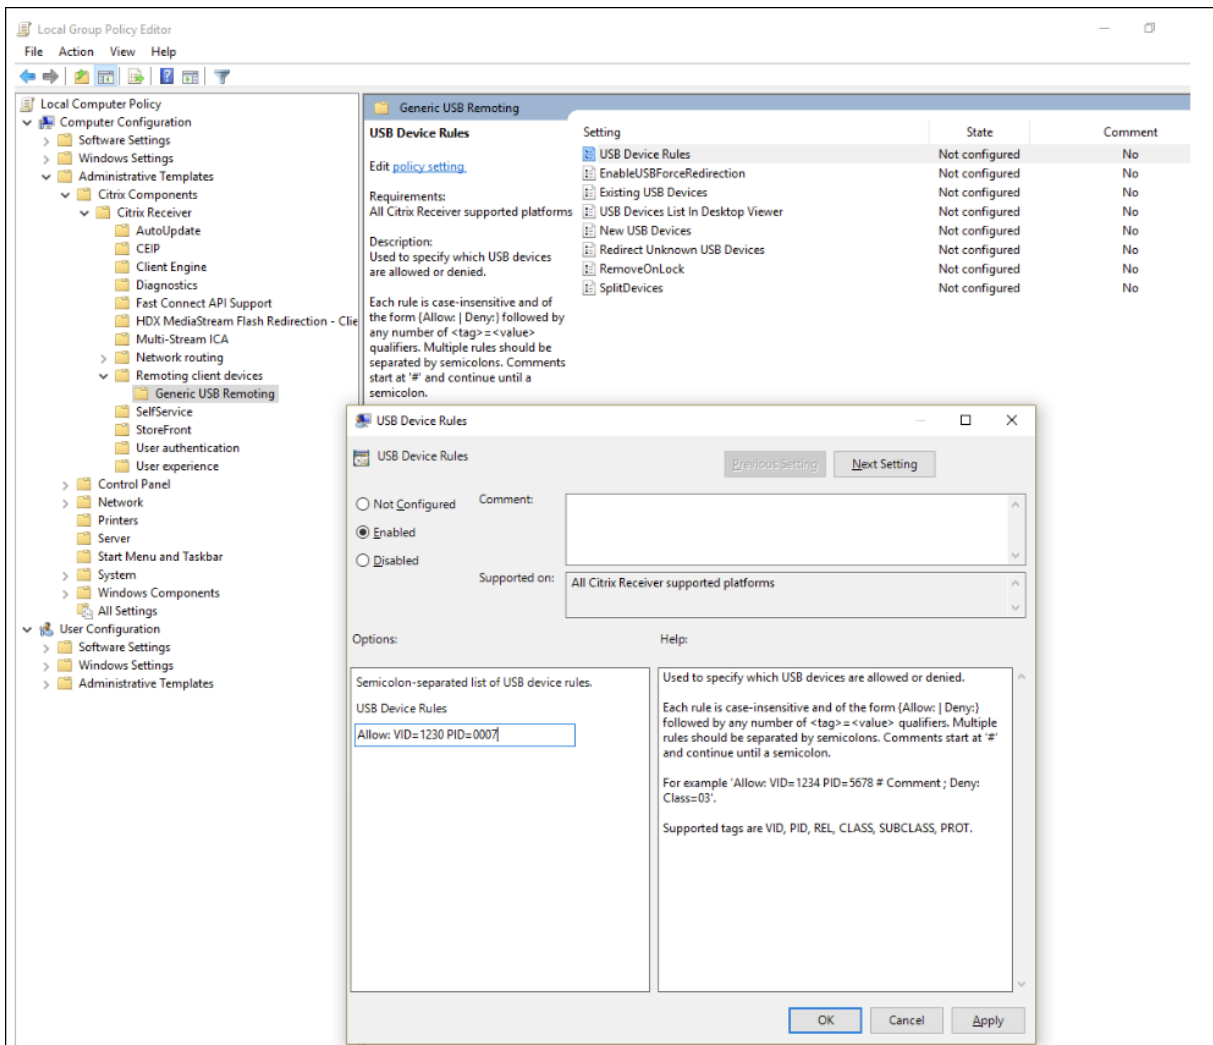 Local Group Policy Editor
File Action View Help
Local Computer Policy
Computer Configuration
Software Settings
Windows Settings
Administrative Templates
Citrix Components
Citrix Receiver
AutoUpdate
CEIP
Client Engine
Diagnostics
Fast Connect API Support
HDX MediaStream Flash Redirection - Clie
Multi-Stream ICA
Network routing
Remoting client devices
Generic USB Remoting
SelfService
StoreFront
User authentication
User experience
Control Panel
Network
Printers
Server
Start Menu and Taskbar
System
Windows Components
All Settings
User Configuration
Software Settings
Windows Settings
Administrative Templates
Generic USB Remoting
USB Device Rules
Edit policy setting
Requirements:
All Citrix Receiver supported platforms
Description:
Used to specify which USB devices
are allowed or denied.
Each rule is case-insensitive and of
the form {Allow: | Deny:} followed by
any number of <tag>=<value>
qualifiers. Multiple rules should be
separated by semicolons. Comments
start at '#' and continue until a
semicolon.
Setting State Comment
USB Device Rules Not configured No
EnableUSBForceRedirection Not configured No
Existing USB Devices Not configured No
USB Devices List In Desktop Viewer Not configured No
New USB Devices Not configured No
Redirect Unknown USB Devices Not configured No
RemoveOnLock Not configured No
SplitDevices Not configured No
USB Device Rules
USB Device Rules
Previous Setting Next Setting
Not Configured
Enabled
Disabled
Comment:
Supported on: All Citrix Receiver supported platforms
Options:
Semicolon-separated list of USB device rules.
USB Device Rules
Allow: VID=1230 PID=0007
Help:
Used to specify which USB devices are allowed or denied.
Each rule is case-insensitive and of the form {Allow: | Deny:}
followed by any number of <tag>=<value> qualifiers. Multiple
rules should be separated by semicolons. Comments start at '#'
and continue until a semicolon.
For example 'Allow: VID=1234 PID=5678 # Comment ; Deny:
Class=03'.
Supported tags are VID, PID, REL, CLASS, SUBCLASS, PROT.
OK Cancel Apply